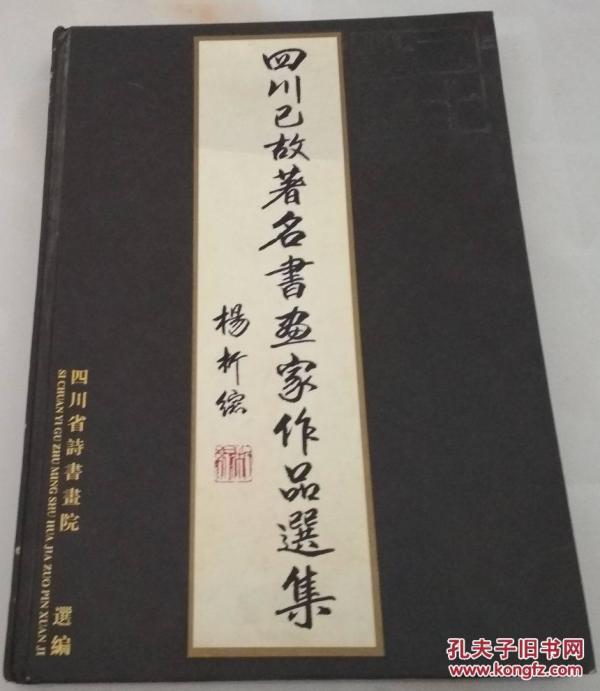 四川已故著名書畫家作品選集
楊析綜
四川省詩書畫院 選編
SI CHUAN YI GU ZHU MING SHU HUA JIA ZUO PIN XUAN JI
孔夫子旧书网
www.kongfz.com